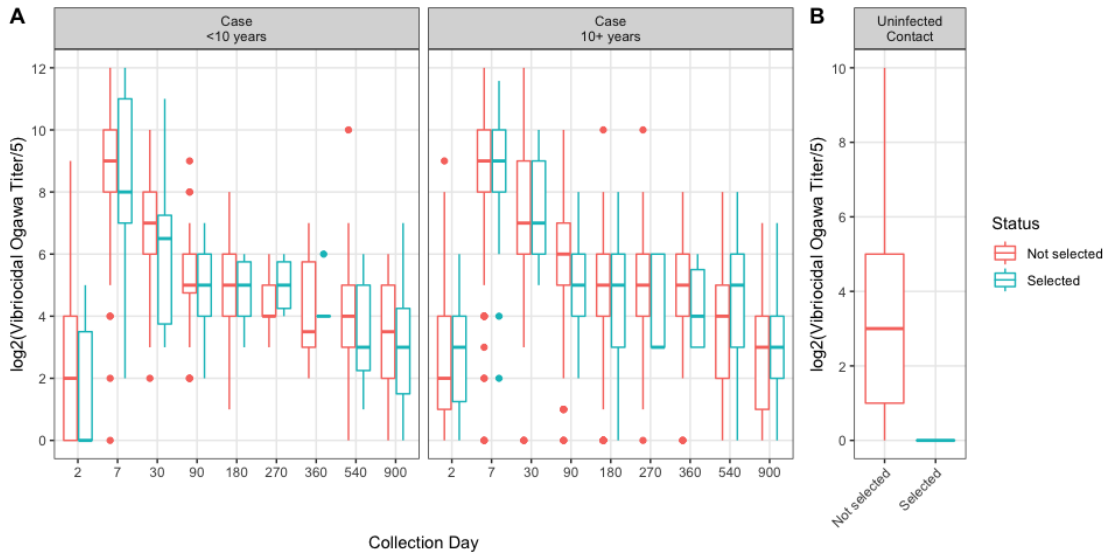 A
B
Case
<10 years
Case
10+ years
Uninfected
Contact
log2(Vibriocidal Ogawa Titer/5)
12
10
8
6
4
2
0
2 7 30 90 180 270 360 540 900
2 7 30 90 180 270 360 540 900
Collection Day
log2(Vibriocidal Ogawa Titer/5)
10
8
6
4
2
0
Not selected
Selected
Status
Not selected
Selected